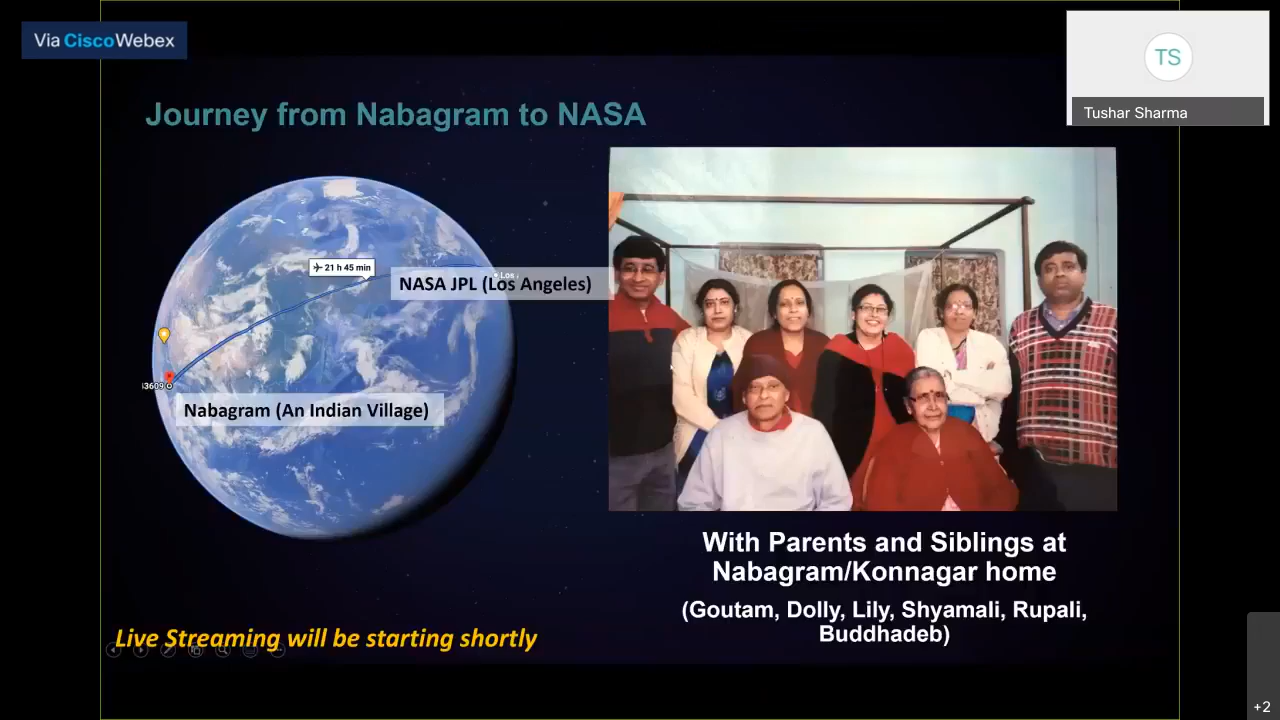 Via CiscoWebex
TS
Tushar Sharma
Journey from Nabagram to NASA
21 h 45 min
Los
NASA JPL (Los Angeles)
Nabagram (An Indian Village)
With Parents and Siblings at
Nabagram/Konnagar home
(Goutam, Dolly, Lily, Shyamali, Rupali,
Buddhadeb)
Live Streaming will be starting shortly
+2